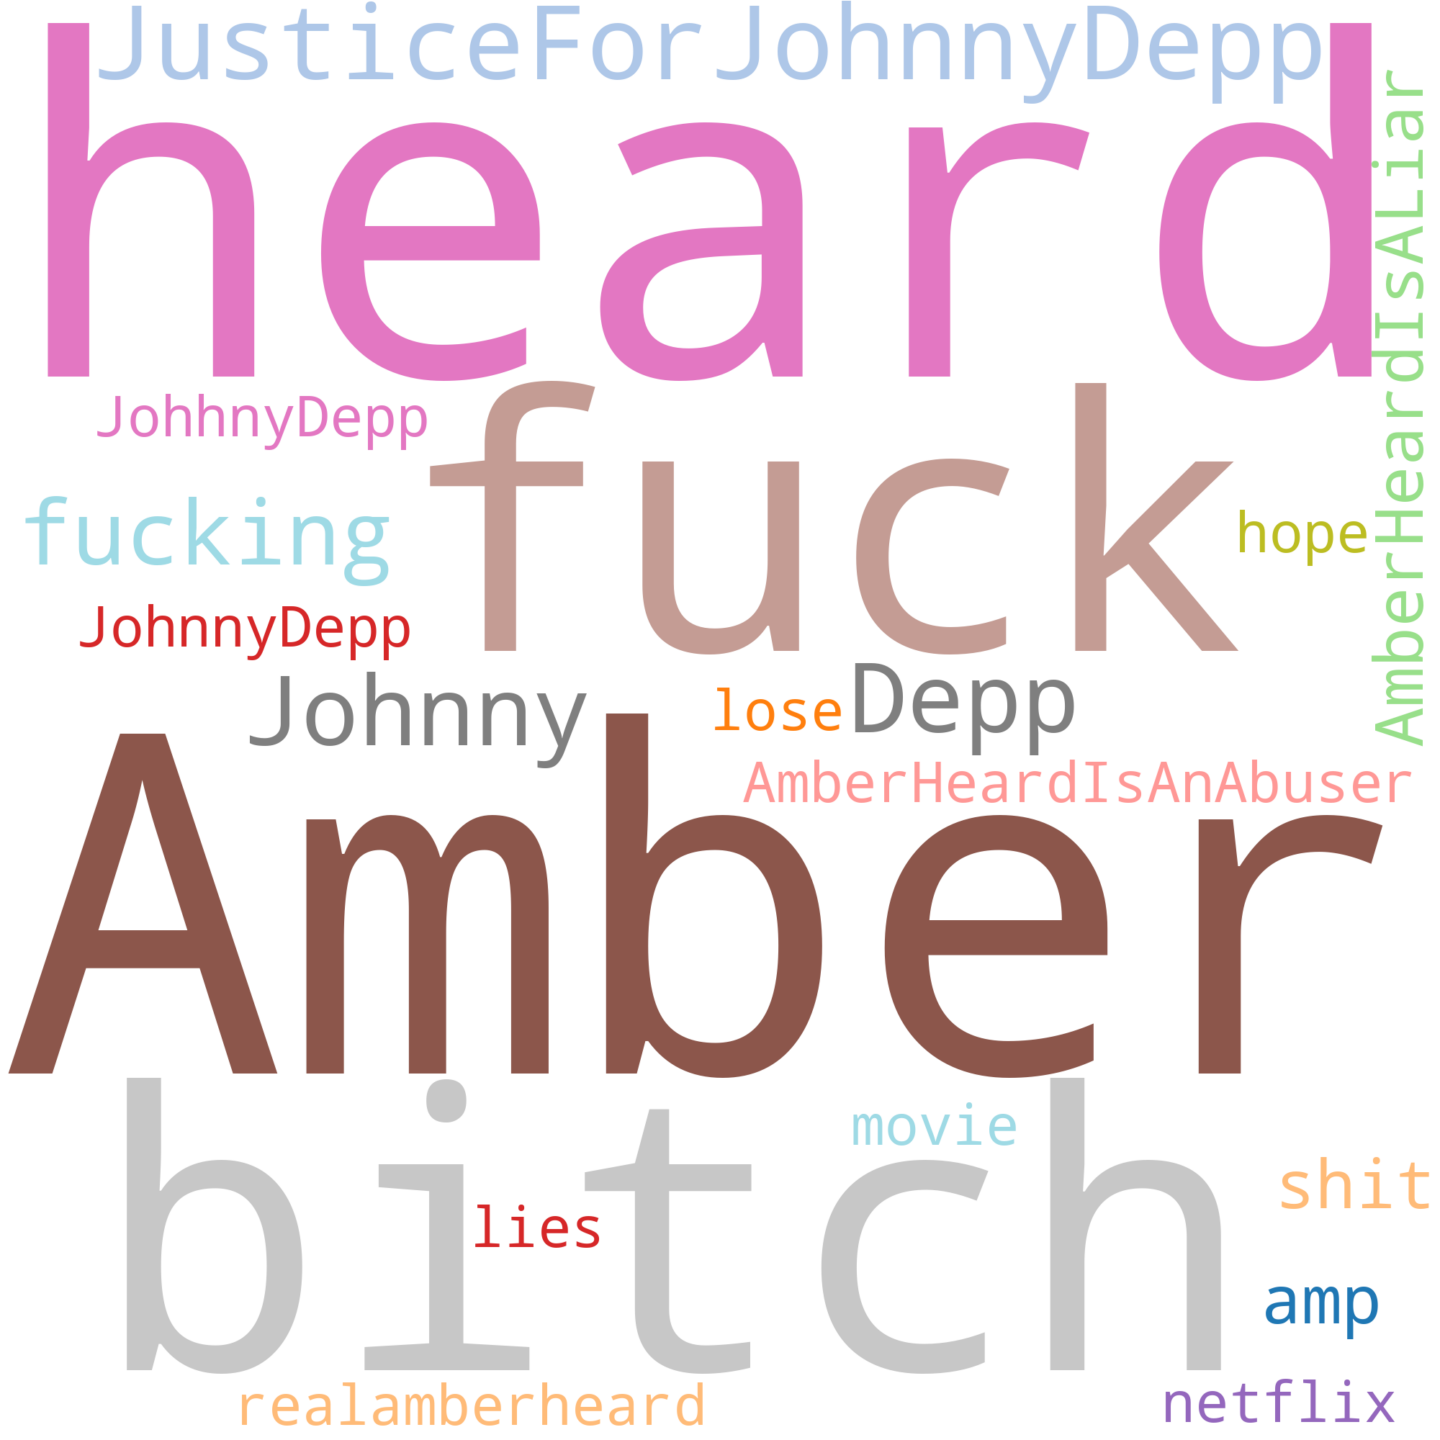 JusticeForJohnnyDepp
heard
AmberHeardIsALiar
JohhnyDepp
fuck
fucking
hope
JohnnyDepp
Johnny
lose
Depp
AmberHeardIsAnAbuser
Amber
bitch
movie
shit
lies
amp
realamberheard
netflix